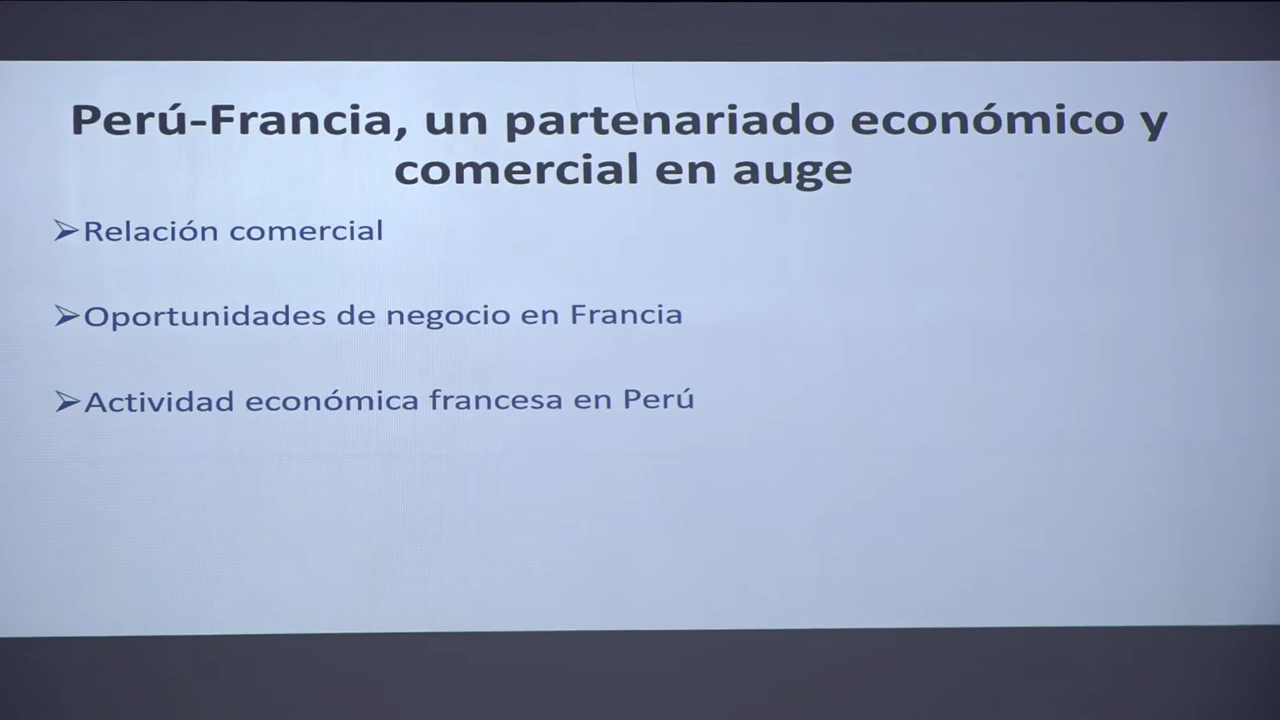 Perú-Francia, un partenariado económico y
comercial en auge
➢Relación comercial
➢Oportunidades de negocio en Francia
➢Actividad económica francesa en Perú